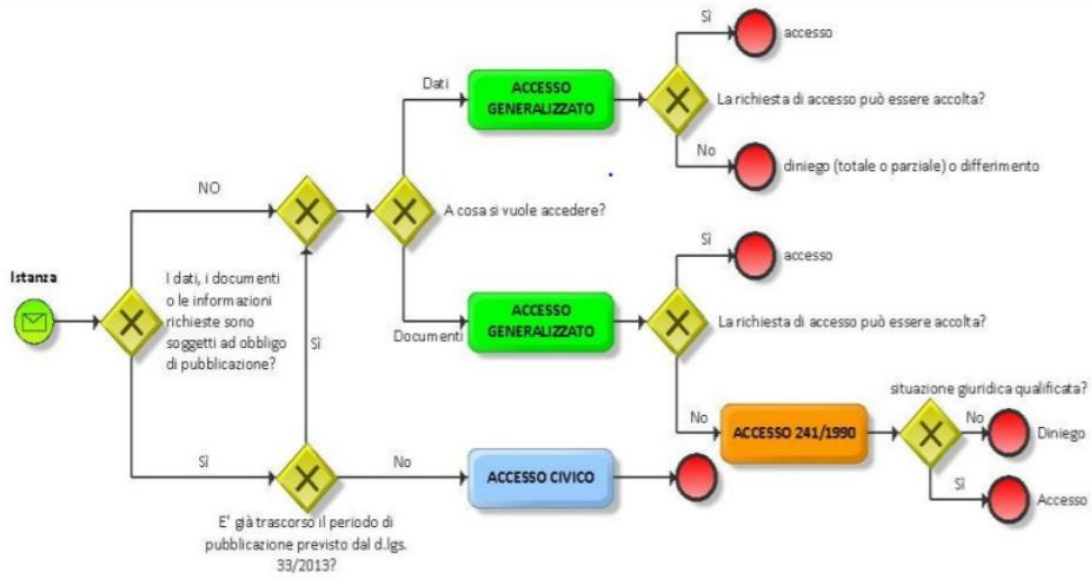 Sì
accesso
Dati
ACCESSO
GENERALIZZATO
La richiesta di accesso può essere accolta?
No
diniego (totale o parziale) o differimento
NO
A cosa si vuole accedere?
Sì
accesso
Istanza
I dati, i documenti
o le informazioni
richieste sono
soggetti ad obbligo
di pubblicazione?
Sì
Documenti
ACCESSO
GENERALIZZATO
La richiesta di accesso può essere accolta?
situazione giuridica qualificata?
No
ACCESSO 241/1990
No
Diniego
Sì
No
ACCESSO CIVICO
Sì
Accesso
E' già trascorso il periodo di
pubblicazione previsto dal d.lgs.
33/2013?